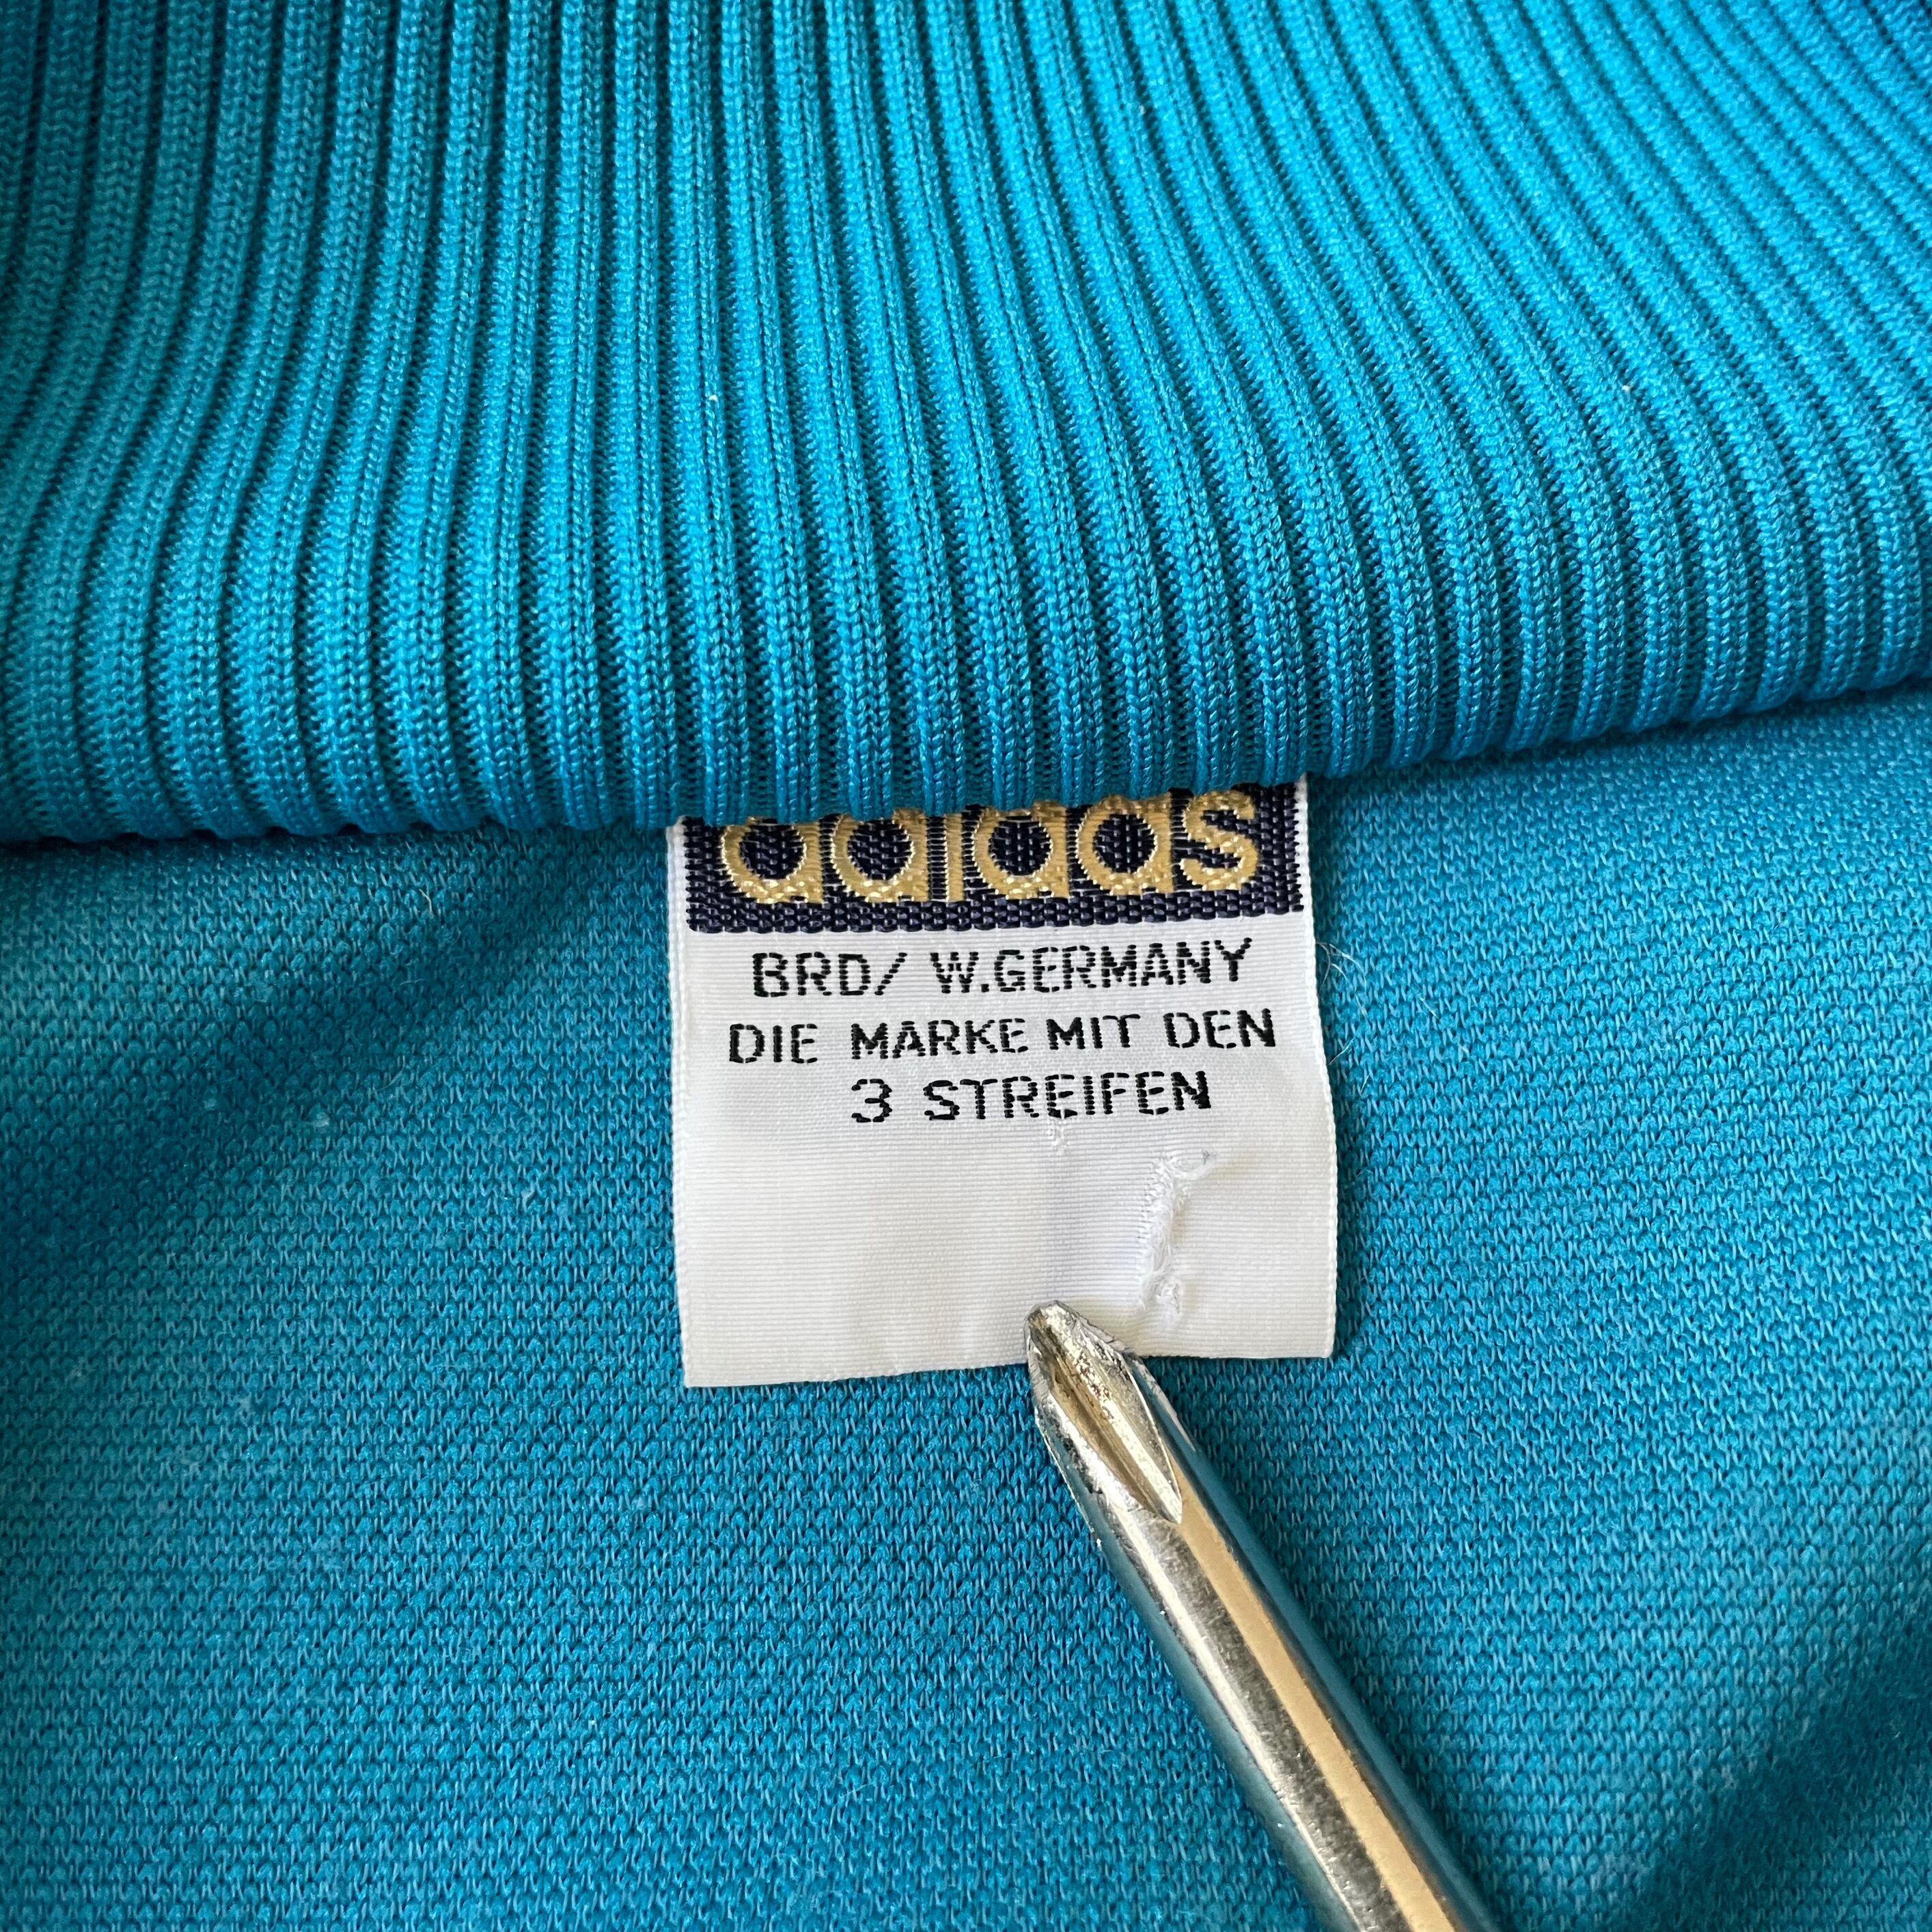 adidas
BRD/ W.GERMANY
DIE MARKE MIT DEN
3 STREIFEN